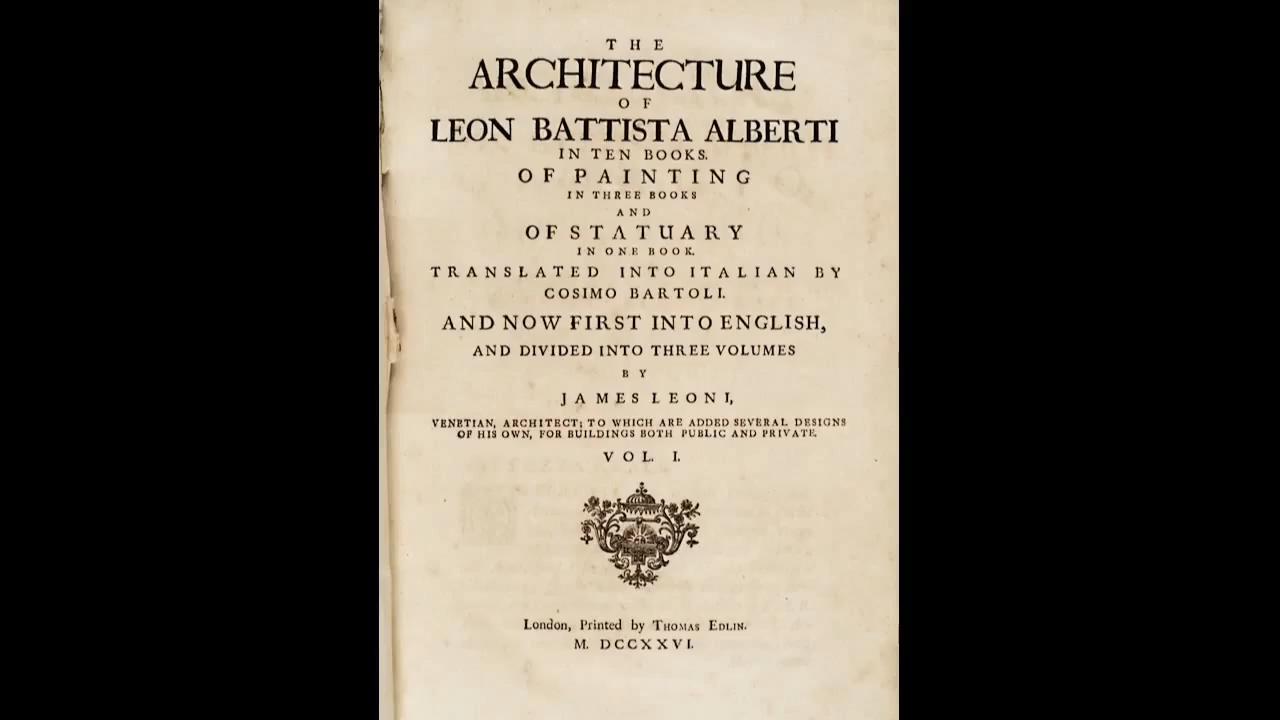 THE
ARCHITECTURE
OF
LEON BATTISTA ALBERTI
IN TEN BOOKS.
OF PAINTING
IN THREE BOOKS
AND
OF STATUARY
IN ONE BOOK.
TRANSLATED INTO ITALIAN BY
COSIMO BARTOLI.
AND NOW FIRST INTO ENGLISH,
AND DIVIDED INTO THREE VOLUMES
BY
JAMES LEONI,
VENETIAN, ARCHITECT; TO WHICH ARE ADDED SEVERAL DESIGNS
OF HIS OWN, FOR BUILDINGS BOTH PUBLIC AND PRIVATE.
VOL. I.
London, Printed by THOMAS EDLIN.
M. DCCXXVI.